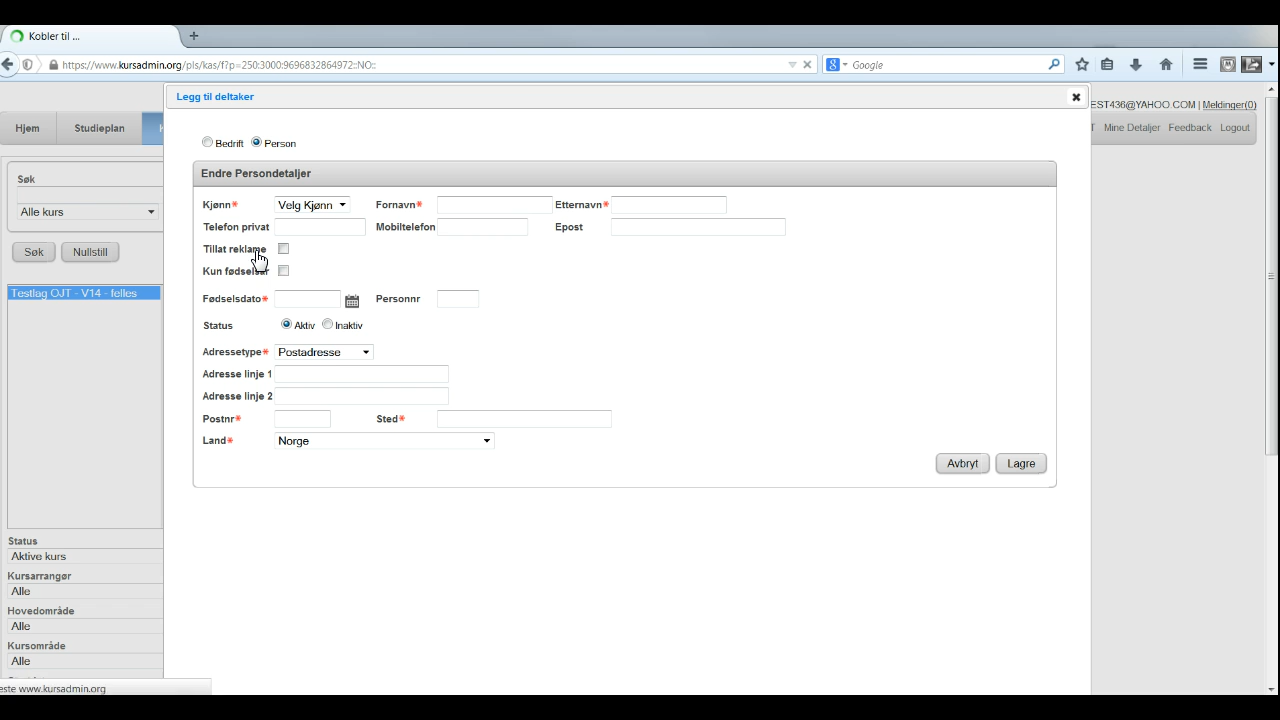 Kobler til ...
https://www.kursadmin.org/pls/kas/f?p=250:3000:9696832864972::NO::
Google
Legg til deltaker
EST436@YAHOO.COM | Meldinger(0)
Hjem Studieplan
Mine Detaljer Feedback Logout
Bedrift Person
Endre Persondetaljer
Søk
Alle kurs
Søk Nullstill
Testlag OJT - V14 - felles
Kjønn* Velg Kjønn Fornavn* Etternavn*
Telefon privat Mobiltelefon Epost
Tillat reklame
Kun fødselsår
Fødselsdato* Personnr
Status Aktiv Inaktiv
Adressetype* Postadresse
Adresse linje 1
Adresse linje 2
Postnr* Sted*
Land* Norge
Avbryt Lagre
Status
Aktive kurs
Kursarrangør
Alle
Hovedområde
Alle
Kursområde
Alle
este www.kursadmin.org